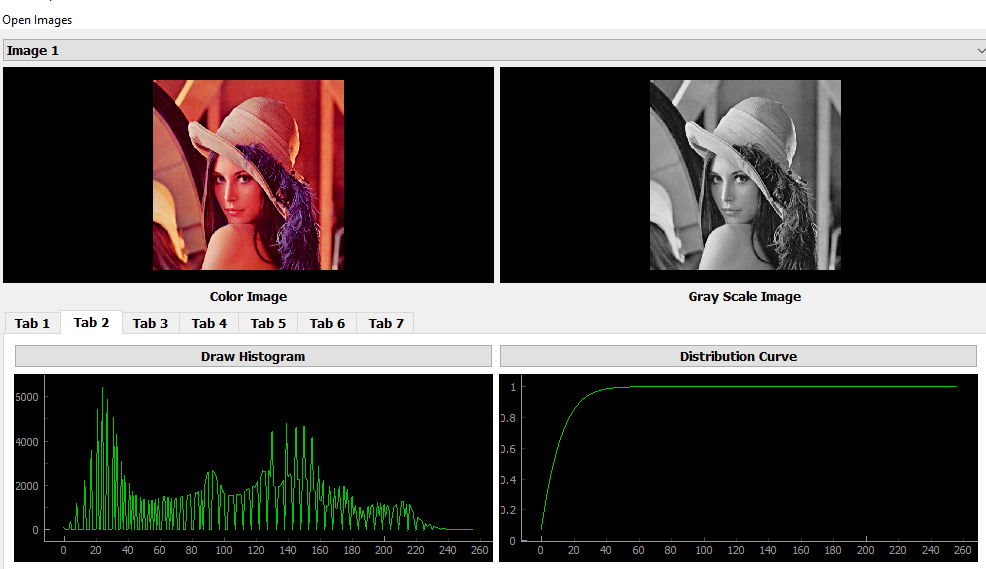 Open Images
Image 1
Color Image
Gray Scale Image
Tab 1 Tab 2 Tab 3 Tab 4 Tab 5 Tab 6 Tab 7
Draw Histogram
Distribution Curve
5000
4000
2000
0
0 20 40 60 80 100 120 140 160 180 200 220 240 260
1
0.8
0.6
0.4
0.2
0
0 20 40 60 80 100 120 140 160 180 200 220 240 260